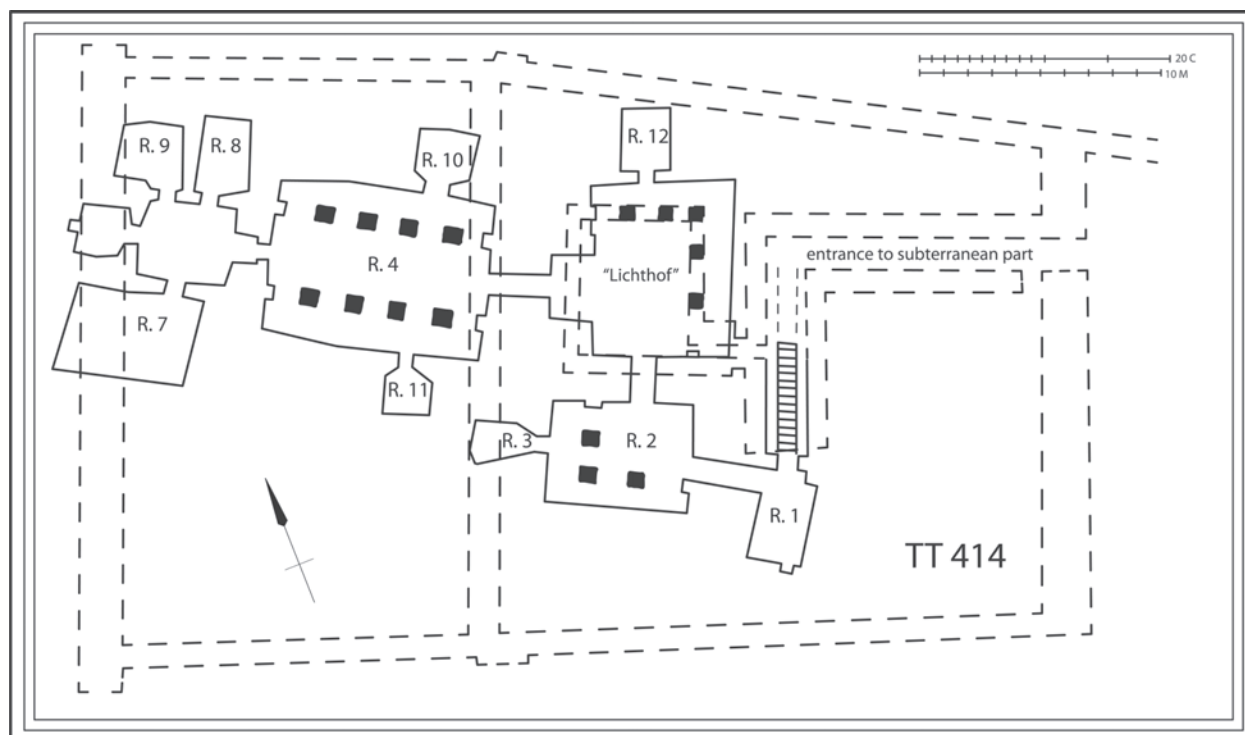 20 C
10 M
R. 9
R. 8
R. 10
R. 12
R. 4
"Lichthof"
entrance to subterranean part
R. 7
R. 11
R. 3
R. 2
R. 1
TT 414